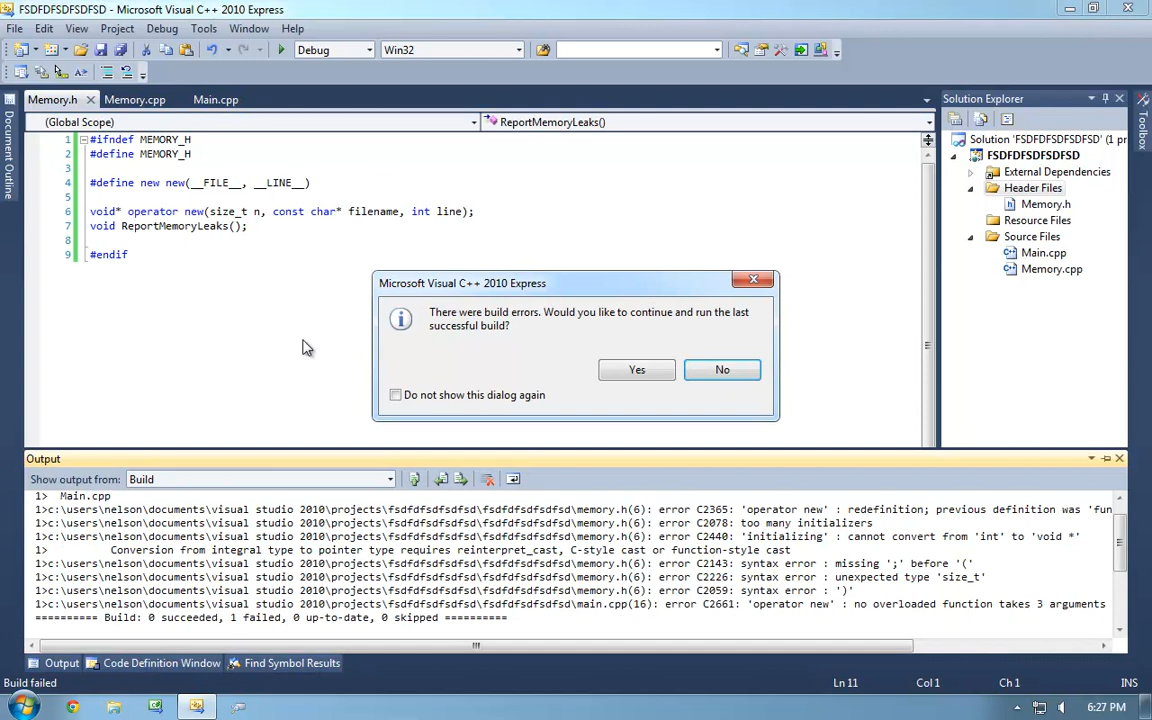 FSDFDFSDFSDFSD - Microsoft Visual C++ 2010 Express
File Edit View Project Debug Tools Window Help
Debug Win32
Memory.h Memory.cpp Main.cpp
(Global Scope) ReportMemoryLeaks()
1 #ifndef MEMORY_H
2 #define MEMORY_H
3
4 #define new new(__FILE__, __LINE__)
5
6 void* operator new(size_t n, const char* filename, int line);
7 void ReportMemoryLeaks();
8
9 #endif
Document Outline
Solution Explorer
Solution 'FSDFDFSDFSDFSD' (1 pr
FSDFDFSDFSDFSD
External Dependencies
Header Files
Memory.h
Resource Files
Source Files
Main.cpp
Memory.cpp
Toolbox
Microsoft Visual C++ 2010 Express
There were build errors. Would you like to continue and run the last
successful build?
Yes No
Do not show this dialog again
Output
Show output from: Build
1> Main.cpp
1>c:\users\nelson\documents\visual studio 2010\projects\fsdfdfsdfsdfsd\fsdfdfsdfsdfsd\memory.h(6): error C2365: 'operator new' : redefinition; previous definition was 'fun
1>c:\users\nelson\documents\visual studio 2010\projects\fsdfdfsdfsdfsd\fsdfdfsdfsdfsd\memory.h(6): error C2078: too many initializers
1>c:\users\nelson\documents\visual studio 2010\projects\fsdfdfsdfsdfsd\fsdfdfsdfsdfsd\memory.h(6): error C2440: 'initializing' : cannot convert from 'int' to 'void *'
1> Conversion from integral type to pointer type requires reinterpret_cast, C-style cast or function-style cast
1>c:\users\nelson\documents\visual studio 2010\projects\fsdfdfsdfsdfsd\fsdfdfsdfsdfsd\memory.h(6): error C2143: syntax error : missing ';' before '('
1>c:\users\nelson\documents\visual studio 2010\projects\fsdfdfsdfsdfsd\fsdfdfsdfsdfsd\memory.h(6): error C2226: syntax error : unexpected type 'size_t'
1>c:\users\nelson\documents\visual studio 2010\projects\fsdfdfsdfsdfsd\fsdfdfsdfsdfsd\memory.h(6): error C2059: syntax error : ')'
1>c:\users\nelson\documents\visual studio 2010\projects\fsdfdfsdfsdfsd\fsdfdfsdfsdfsd\main.cpp(16): error C2661: 'operator new' : no overloaded function takes 3 arguments
========== Build: 0 succeeded, 1 failed, 0 up-to-date, 0 skipped ==========
Output Code Definition Window Find Symbol Results
Build failed Ln 11 Col 1 Ch 1 INS
6:27 PM